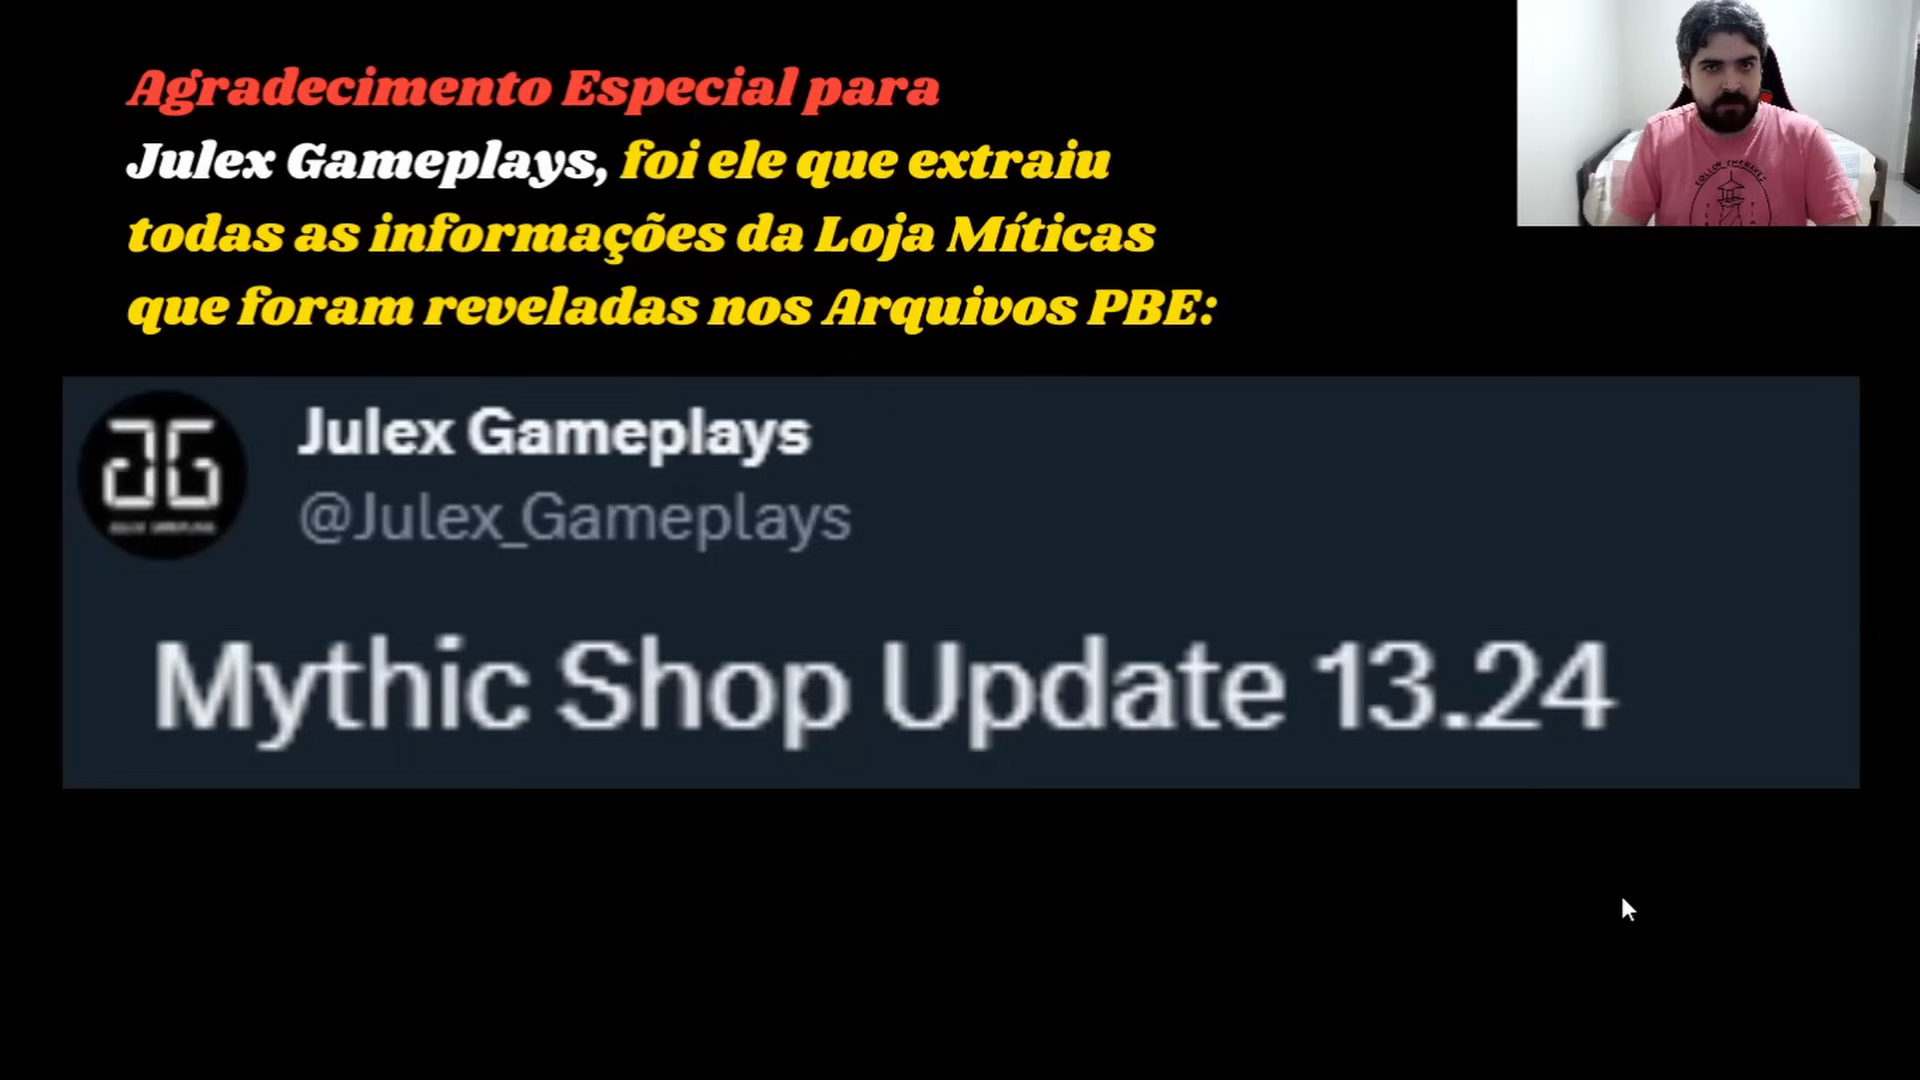 Agradecimento Especial para
Julex Gameplays, foi ele que extraiu
todas as informações da Loja Míticas
que foram reveladas nos Arquivos PBE:
JG
Julex Gameplays
@Julex_Gameplays
Mythic Shop Update 13.24